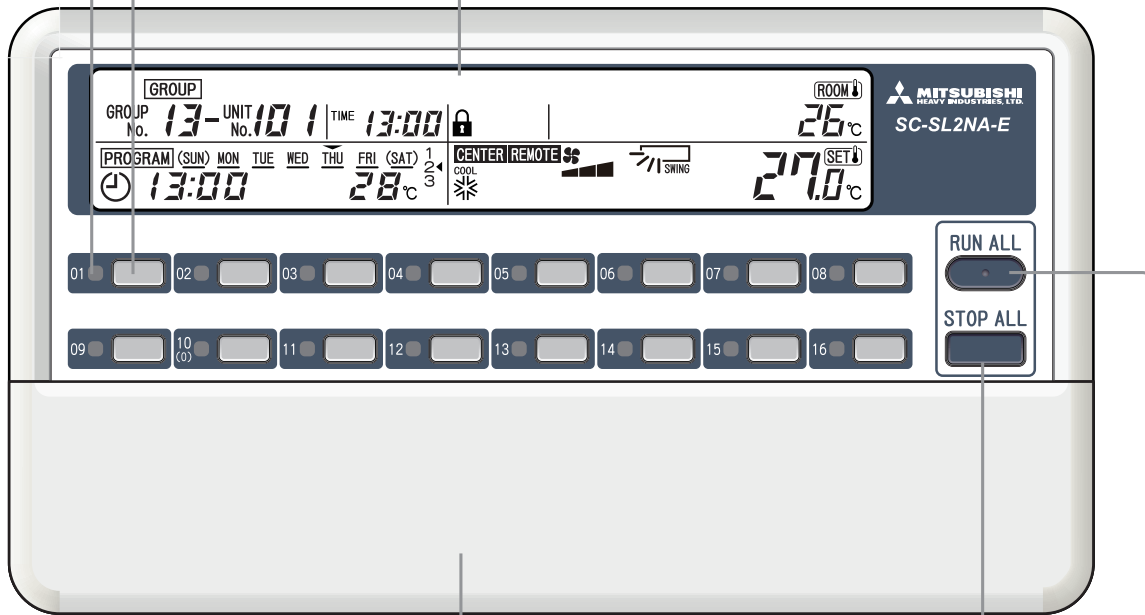 GROUP
GROUP No. 13-UNIT No. 101 TIME 13:00
ROOM
26℃
PROGRAM (SUN) MON TUE WED THU FRI (SAT) 1 2 3
13:00 28℃
CENTER REMOTE
COOL
SWING
SET
27.0℃
MITSUBISHI
HEAVY INDUSTRIES, LTD.
SC-SL2NA-E
01 02 03 04 05 06 07 08
09 10 (0) 11 12 13 14 15 16
RUN ALL
STOP ALL